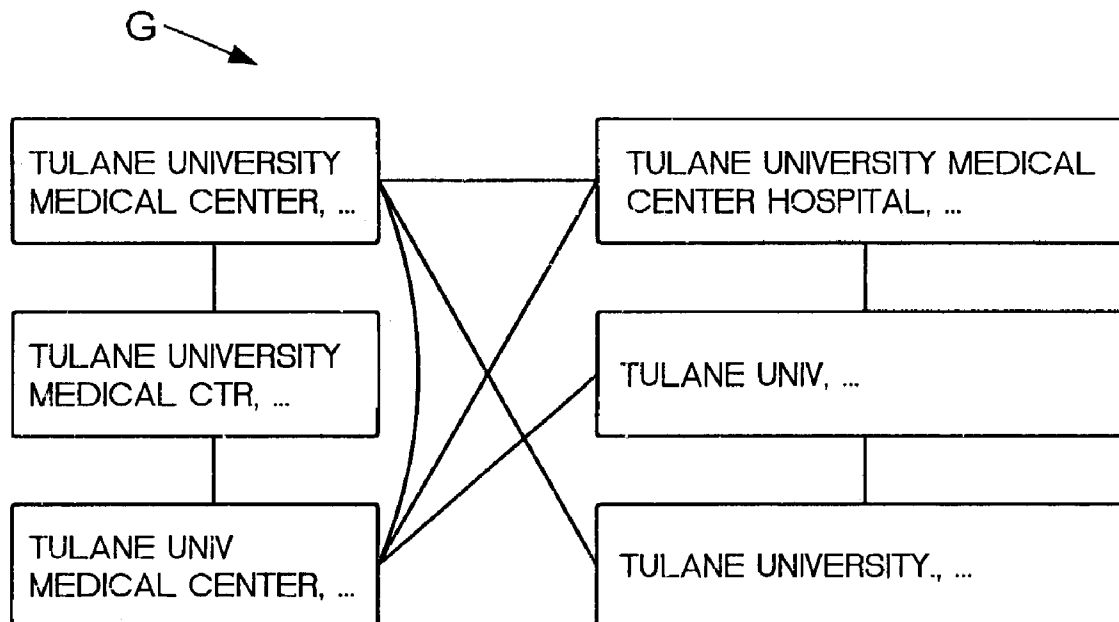 G
TULANE UNIVERSITY
MEDICAL CENTER, ...
TULANE UNIVERSITY MEDICAL
CENTER HOSPITAL, ...
TULANE UNIVERSITY
MEDICAL CTR, ...
TULANE UNIV, ...
TULANE UNIV
MEDICAL CENTER, ...
TULANE UNIVERSITY., ...